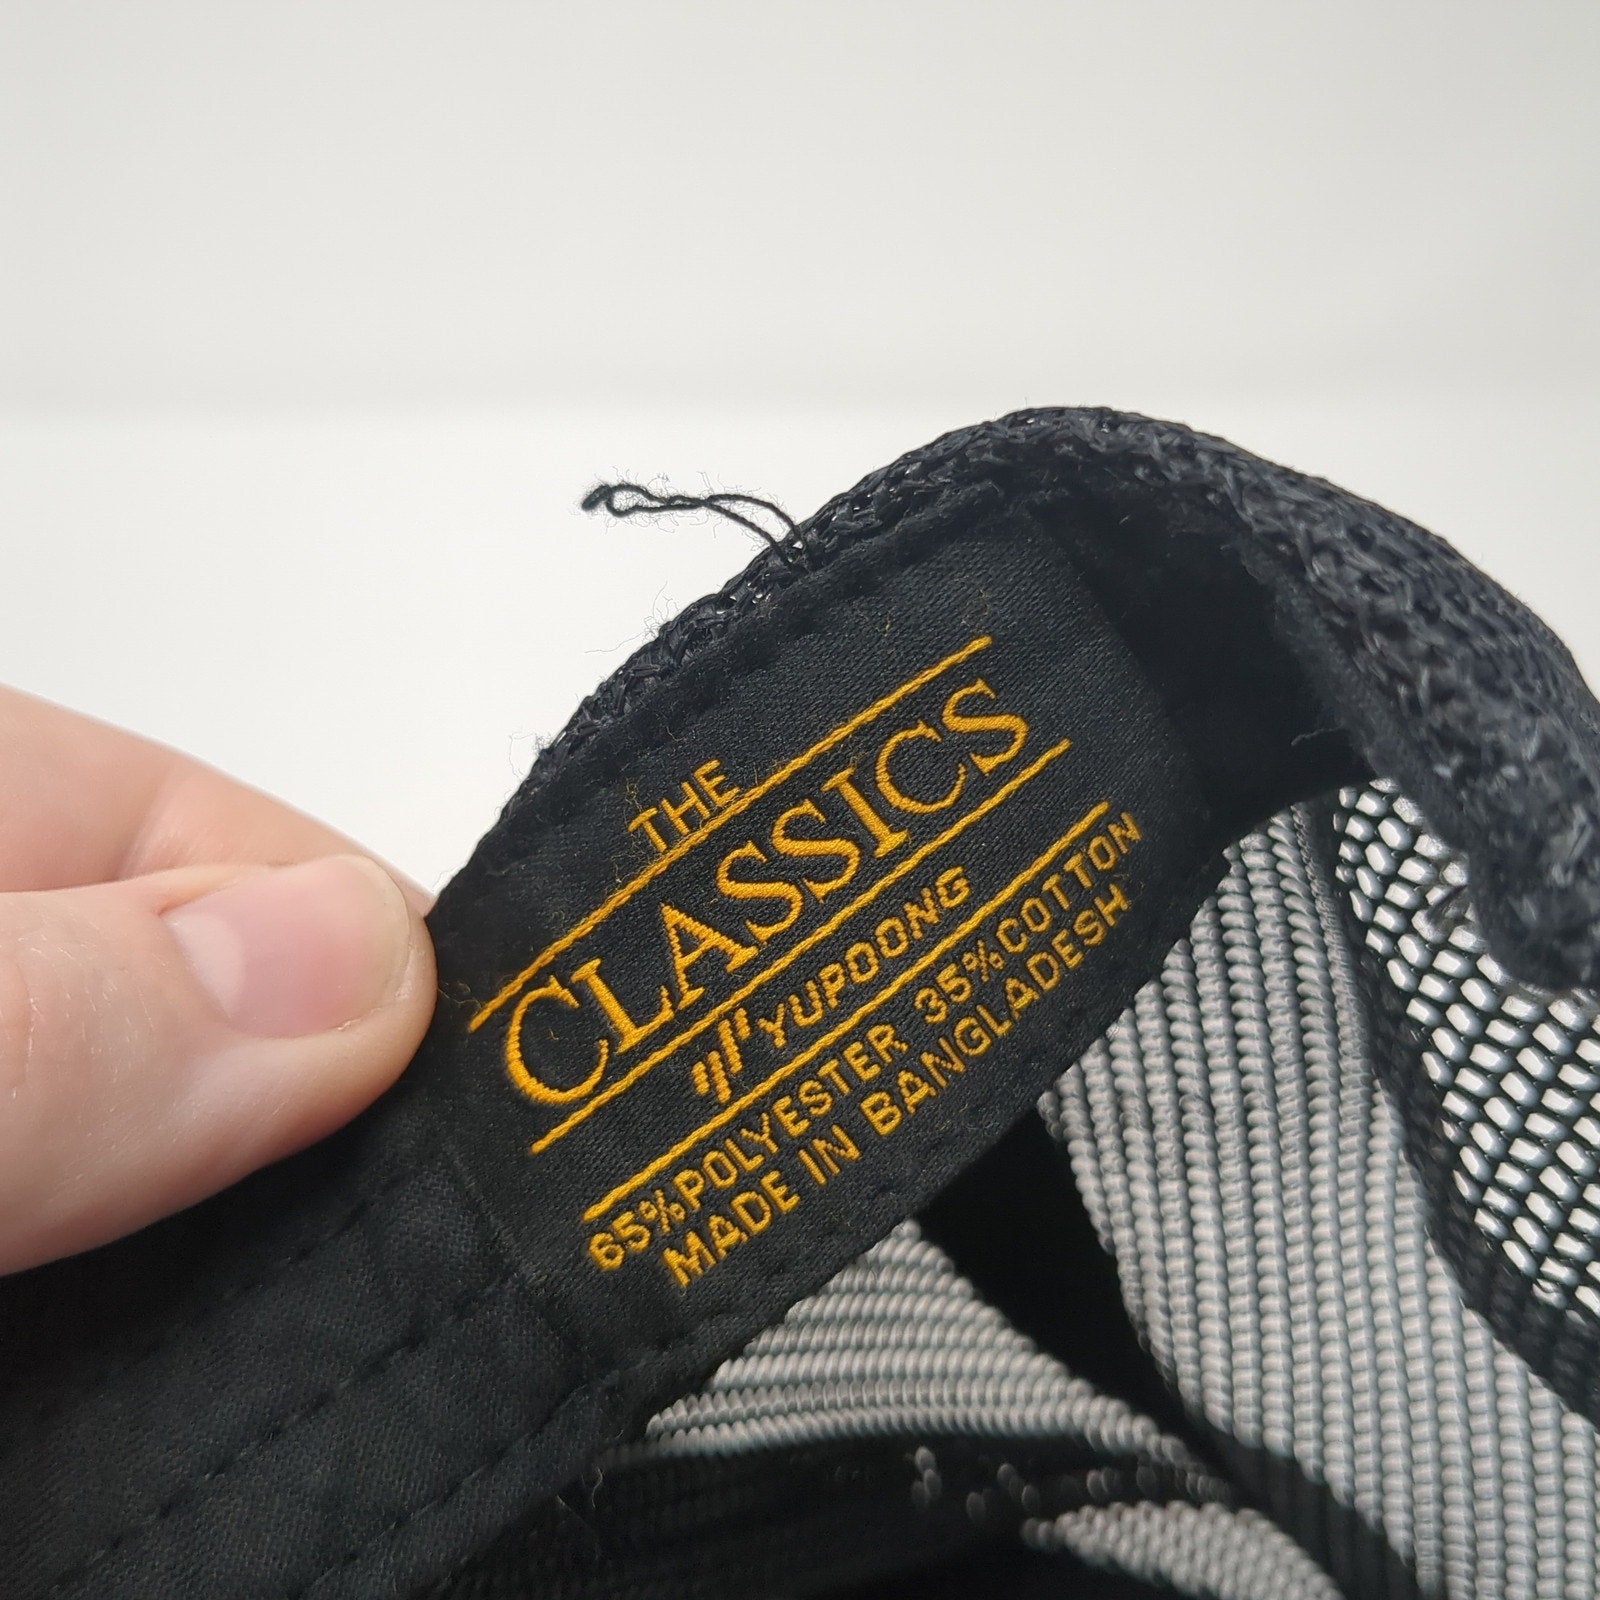 THE
CLASSICS
YUPOONG
65%POLYESTER 35%COTTON
MADE IN BANGLADESH